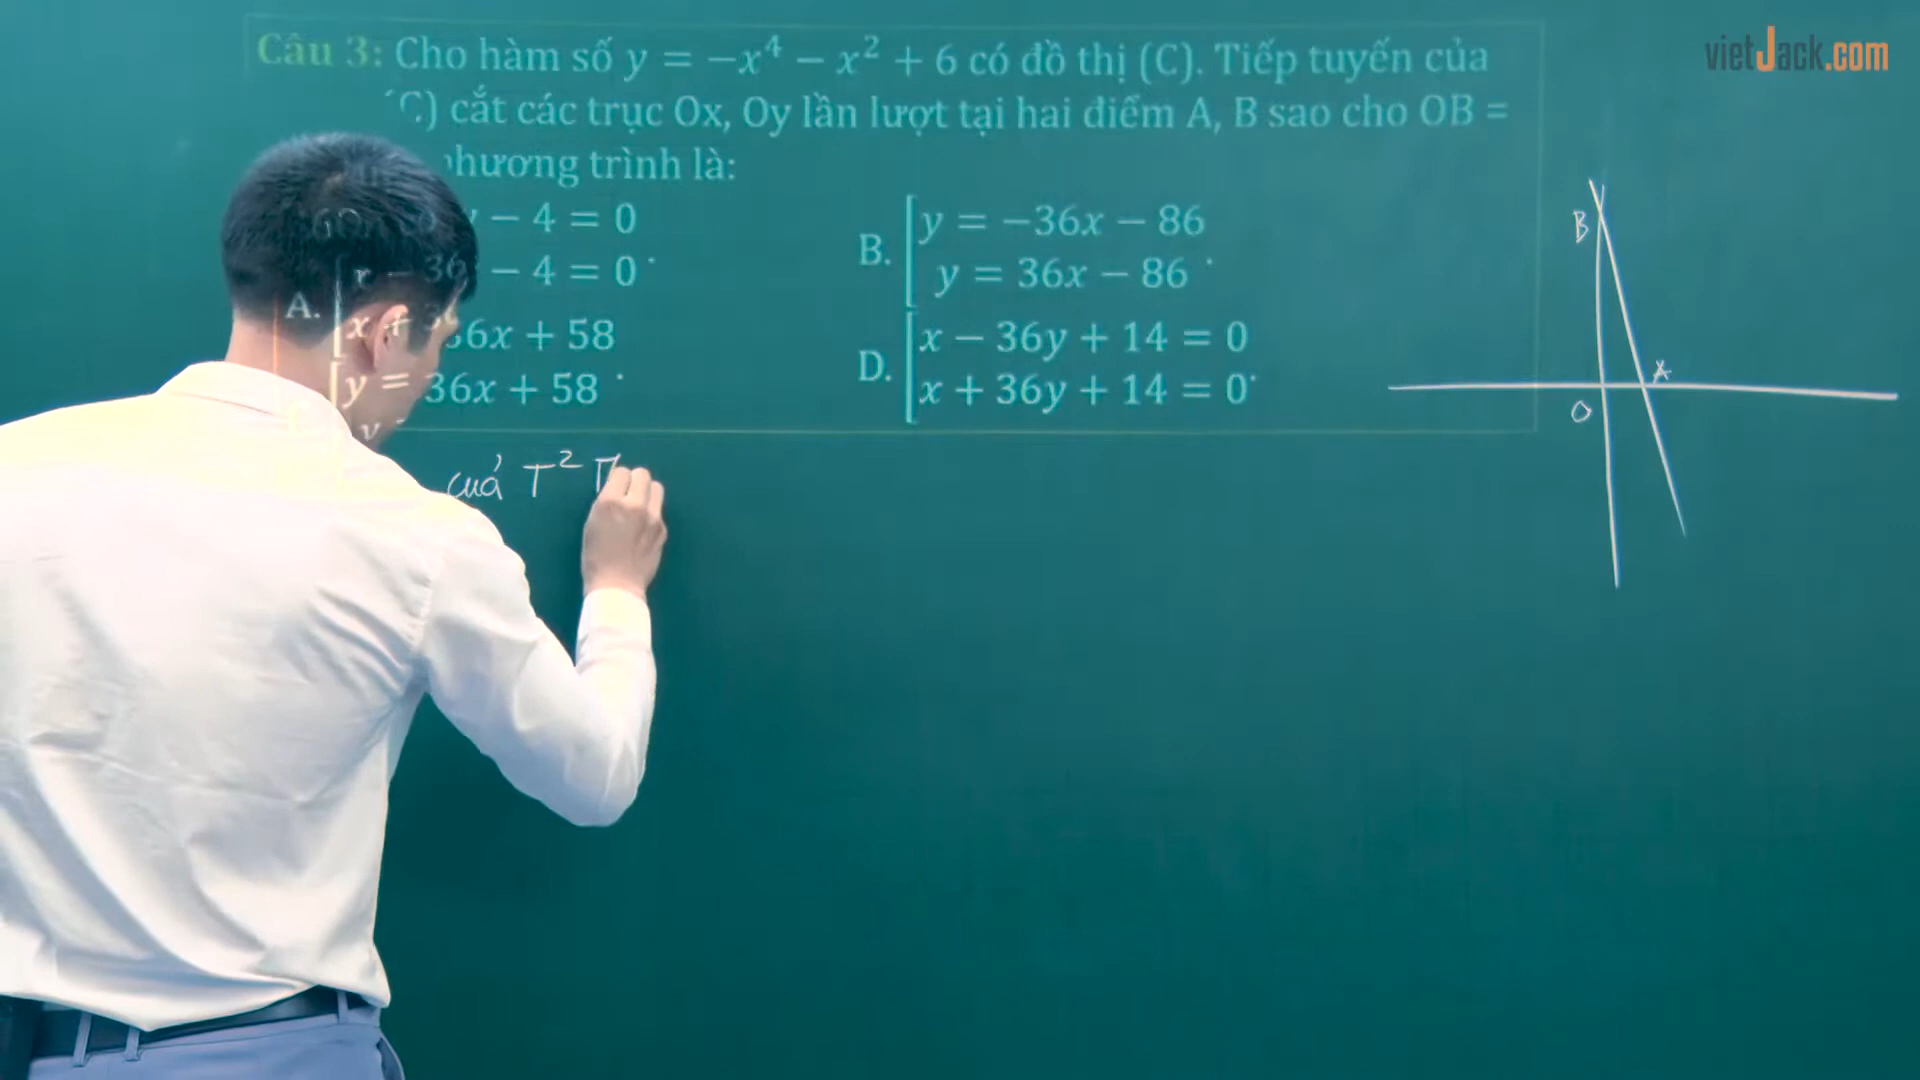 vietJack.com
Câu 3: Cho hàm số y = −x⁴ − x² + 6 có đồ thị (C). Tiếp tuyến của
C) cắt các trục Ox, Oy lần lượt tại hai điểm A, B sao cho OB =
phương trình là:
− 4 = 0
− 4 = 0 .
A.
B. [y = −36x − 86
y = 36x − 86 .
36x + 58
y = 36x + 58 .
D. [x − 36y + 14 = 0
x + 36y + 14 = 0 .
B
A
O
của T²